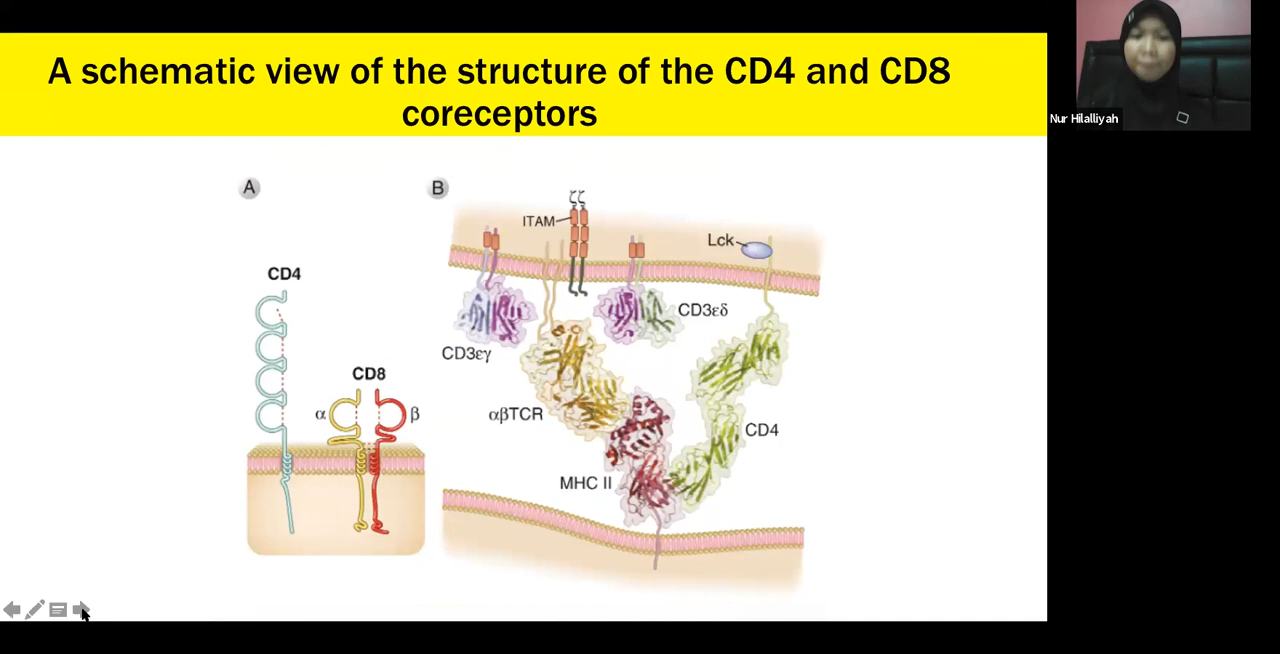 A schematic view of the structure of the CD4 and CD8
coreceptors
Nur Hilalliyah
A
B
CD4
CD8
α
β
ITAM
ζζ
Lck
CD3εγ
CD3εδ
αβTCR
CD4
MHC II